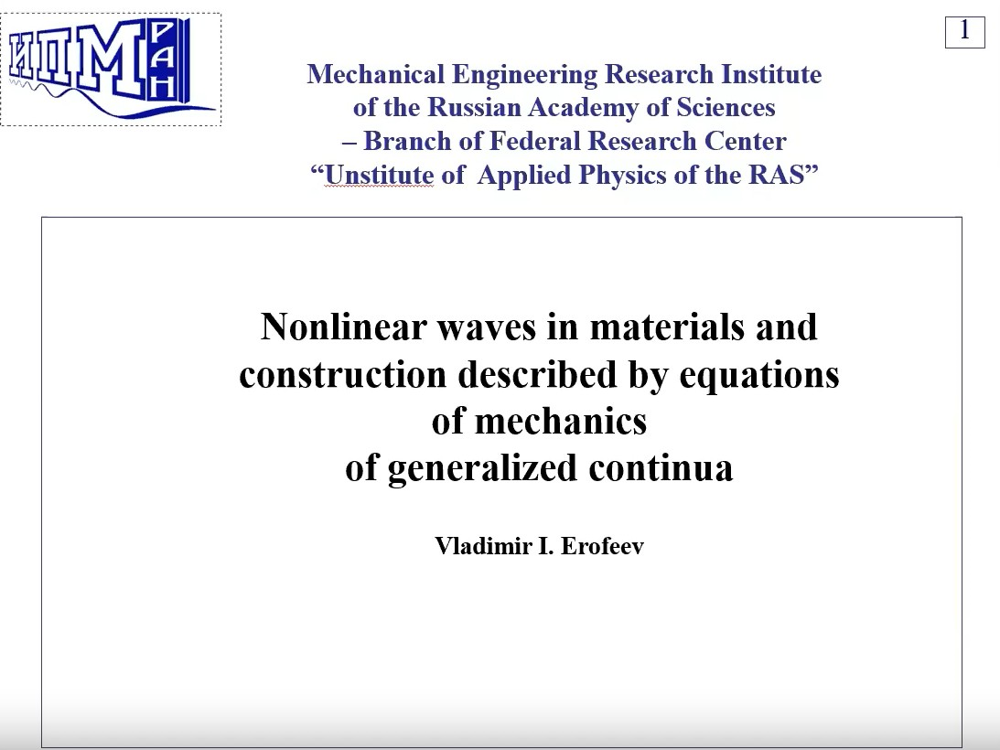 ИПМ
РАН
1
Mechanical Engineering Research Institute
of the Russian Academy of Sciences
– Branch of Federal Research Center
“Unstitute of Applied Physics of the RAS”
Nonlinear waves in materials and
construction described by equations
of mechanics
of generalized continua
Vladimir I. Erofeev